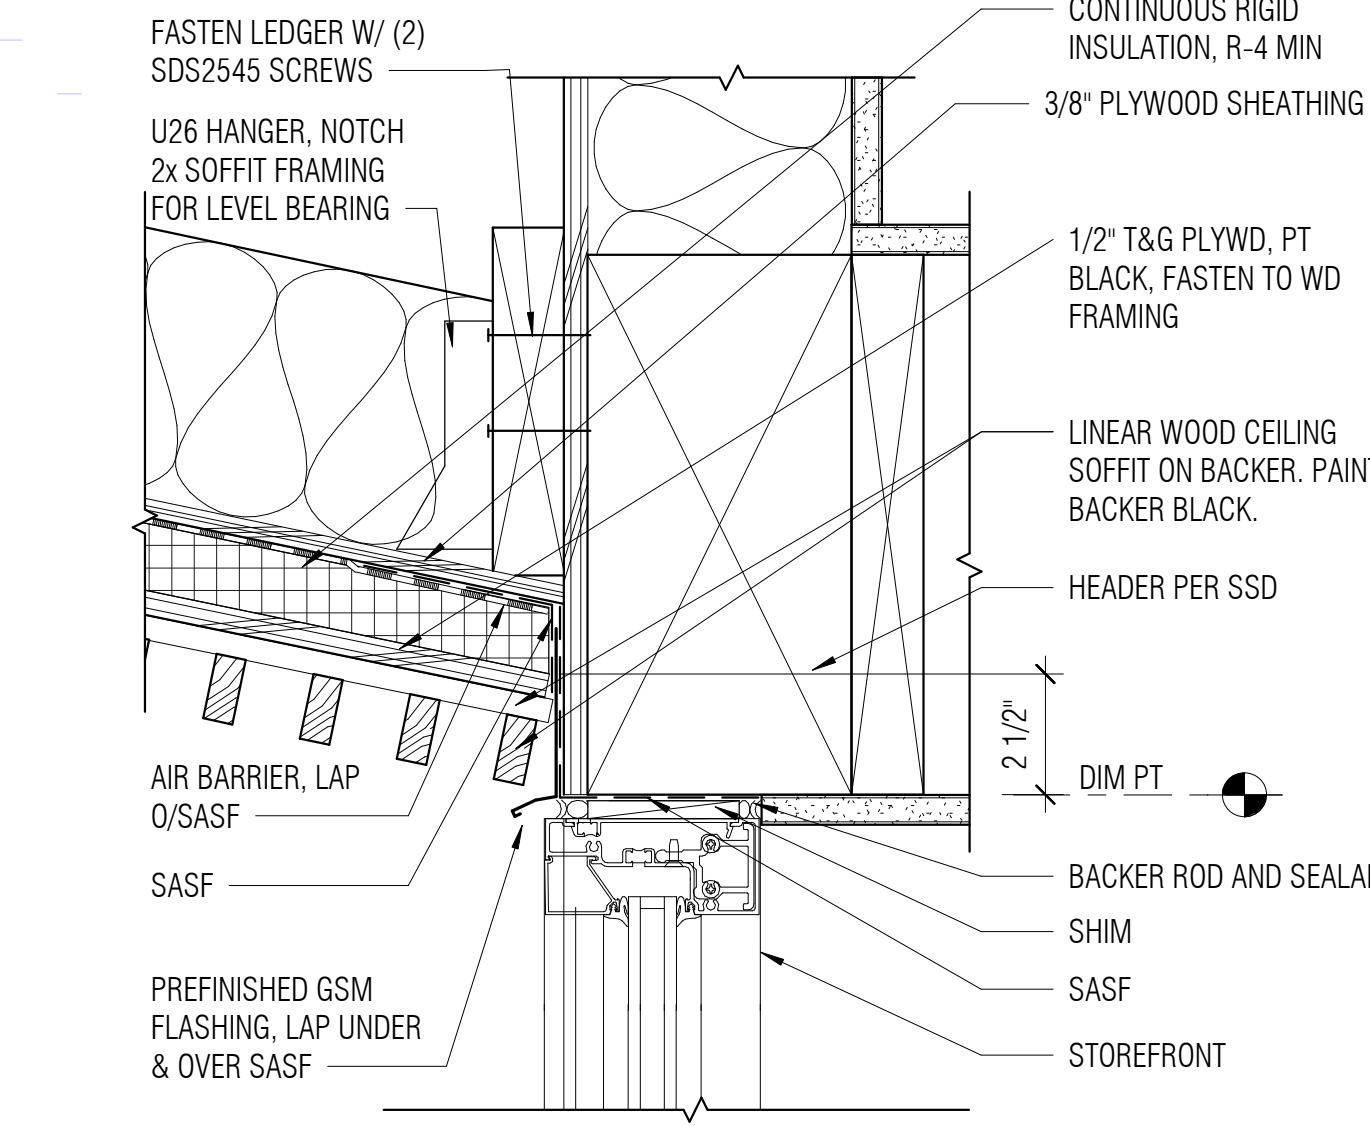 FASTEN LEDGER W/ (2)
SDS2545 SCREWS
U26 HANGER, NOTCH
2x SOFFIT FRAMING
FOR LEVEL BEARING
CONTINUOUS RIGID
INSULATION, R-4 MIN
3/8" PLYWOOD SHEATHING
1/2" T&G PLYWD, PT
BLACK, FASTEN TO WD
FRAMING
LINEAR WOOD CEILING
SOFFIT ON BACKER. PAINT
BACKER BLACK.
HEADER PER SSD
2 1/2"
DIM PT
AIR BARRIER, LAP
O/SASF
SASF
PREFINISHED GSM
FLASHING, LAP UNDER
& OVER SASF
BACKER ROD AND
SHIM
SASF
STOREFRONT